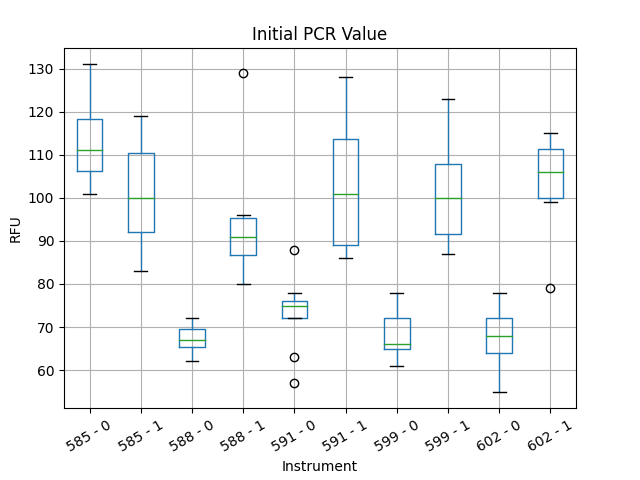 Initial PCR Value
130
120
110
100
90
80
70
60
RFU
585 - 0
585 - 1
588 - 0
588 - 1
591 - 0
591 - 1
599 - 0
599 - 1
602 - 0
602 - 1
Instrument